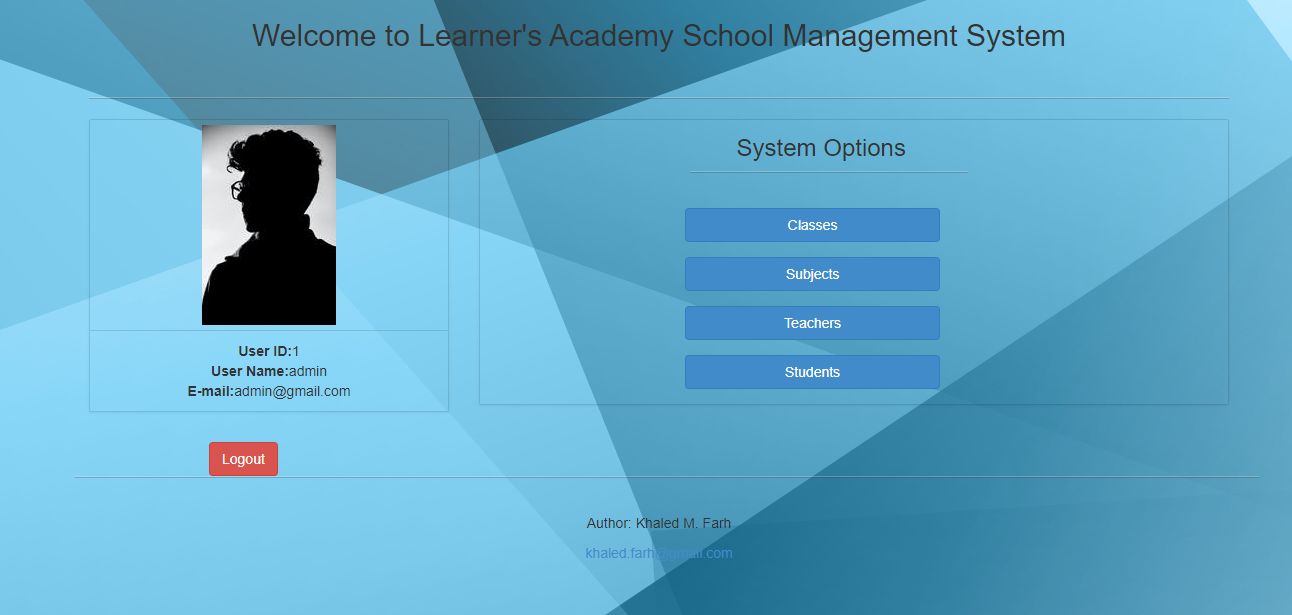 Welcome to Learner's Academy School Management System
System Options
Classes
Subjects
Teachers
Students
User ID:1
User Name:admin
E-mail:admin@gmail.com
Logout
Author: Khaled M. Farh
khaled.farh@gmail.com